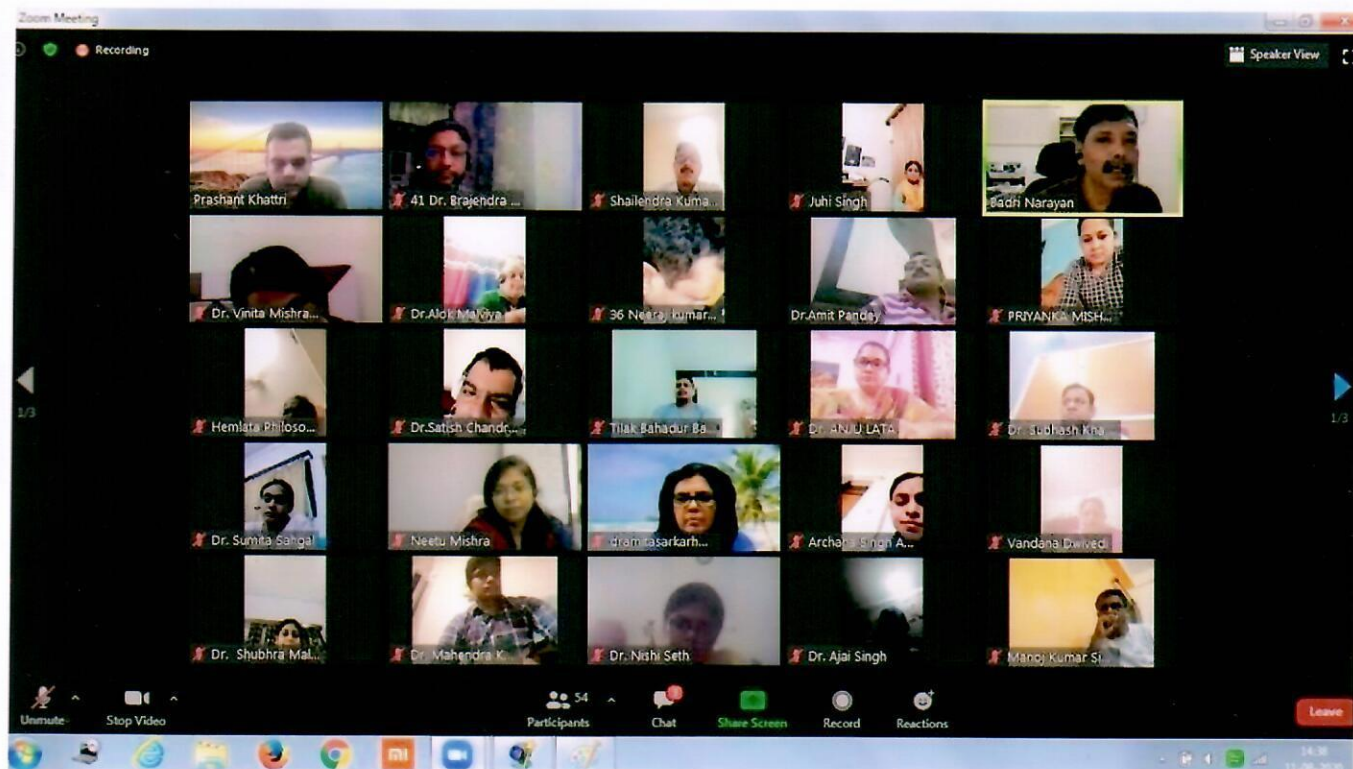 Zoom Meeting
Recording
Speaker View
Prashant Khattri
41 Dr. Brajendra ...
Shailendra Kuma...
Juhi Singh
Badri Narayan
Dr. Vinita Mishra...
Dr.Alok Malviya
36 Neeraj kumar...
Dr.Amit Pandey
PRIYANKA MISH...
Hemlata Philoso...
Dr.Satish Chandr...
Tilak Bahadur Ba...
Dr. ANJU LATA
Dr. Subhash Kha...
1/3
1/3
Dr. Sumita Sahgal
Neetu Mishra
dramitasarkarh...
Archana Singh A...
Vandana Dwivedi
Dr. Shubhra Mal...
Dr. Mahendra K...
Dr. Nishi Seth
Dr. Ajai Singh
Manoj Kumar Si...
Unmute
Stop Video
54
Participants
Chat
Share Screen
Record
Reactions
Leave
mi
14:38